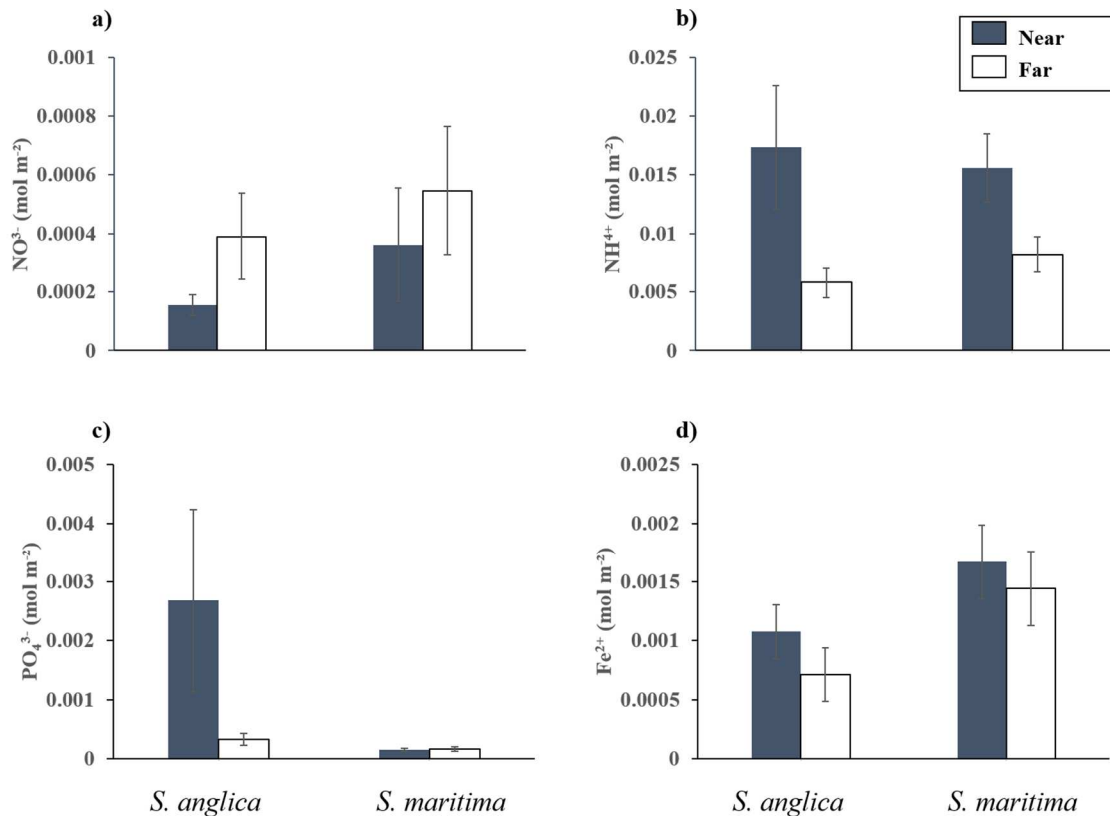 a)
0.001
0.0008
0.0006
0.0004
0.0002
0
NO³⁻ (mol m⁻²)
b)
Near
Far
0.025
0.02
0.015
0.01
0.005
0
NH⁴⁺ (mol m⁻²)
c)
0.005
0.004
0.003
0.002
0.001
0
PO₄³⁻ (mol m⁻²)
S. anglica S. maritima
d)
0.0025
0.002
0.0015
0.001
0.0005
0
Fe²⁺ (mol m⁻²)
S. anglica S. maritima